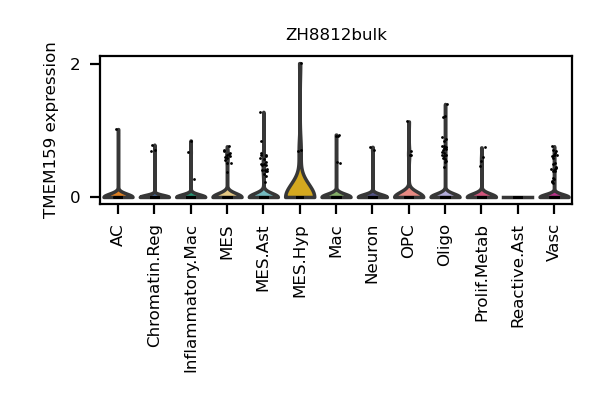 ZH8812bulk
TMEM159 expression
2
0
AC
Chromatin.Reg
Inflammatory.Mac
MES
MES.Ast
MES.Hyp
Mac
Neuron
OPC
Oligo
Prolif.Metab
Reactive.Ast
Vasc